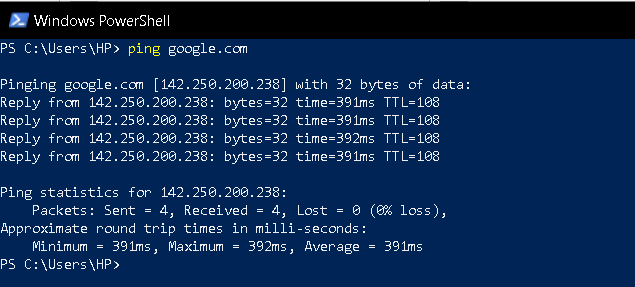 Windows PowerShell
PS C:\Users\HP> ping google.com
Pinging google.com [142.250.200.238] with 32 bytes of data:
Reply from 142.250.200.238: bytes=32 time=391ms TTL=108
Reply from 142.250.200.238: bytes=32 time=391ms TTL=108
Reply from 142.250.200.238: bytes=32 time=392ms TTL=108
Reply from 142.250.200.238: bytes=32 time=391ms TTL=108
Ping statistics for 142.250.200.238:
    Packets: Sent = 4, Received = 4, Lost = 0 (0% loss),
Approximate round trip times in milli-seconds:
    Minimum = 391ms, Maximum = 392ms, Average = 391ms
PS C:\Users\HP>